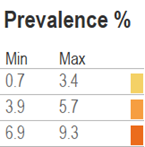 Prevalence %
Min Max
0.7 3.4
3.9 5.7
6.9 9.3